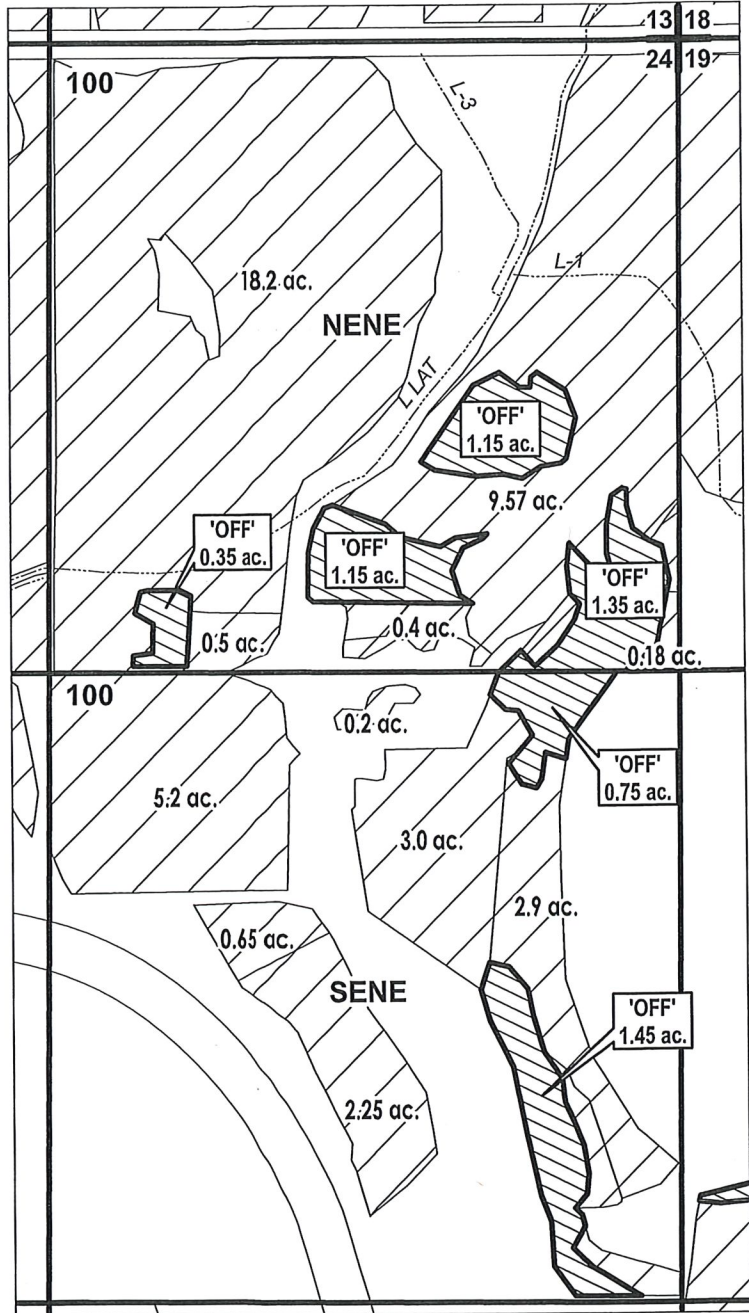 13 18
24 19
100
L-3
L-1
18.2 ac.
NENE
L LAT
'OFF'
1.15 ac.
9.57 ac.
'OFF'
0.35 ac.
'OFF'
1.15 ac.
'OFF'
1.35 ac.
0.5 ac.
0.4 ac.
0.18 ac.
100
0.2 ac.
'OFF'
0.75 ac.
5.2 ac.
3.0 ac.
2.9 ac.
0.65 ac.
SENE
'OFF'
1.45 ac.
2.25 ac.